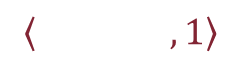 ⟨ , 1⟩